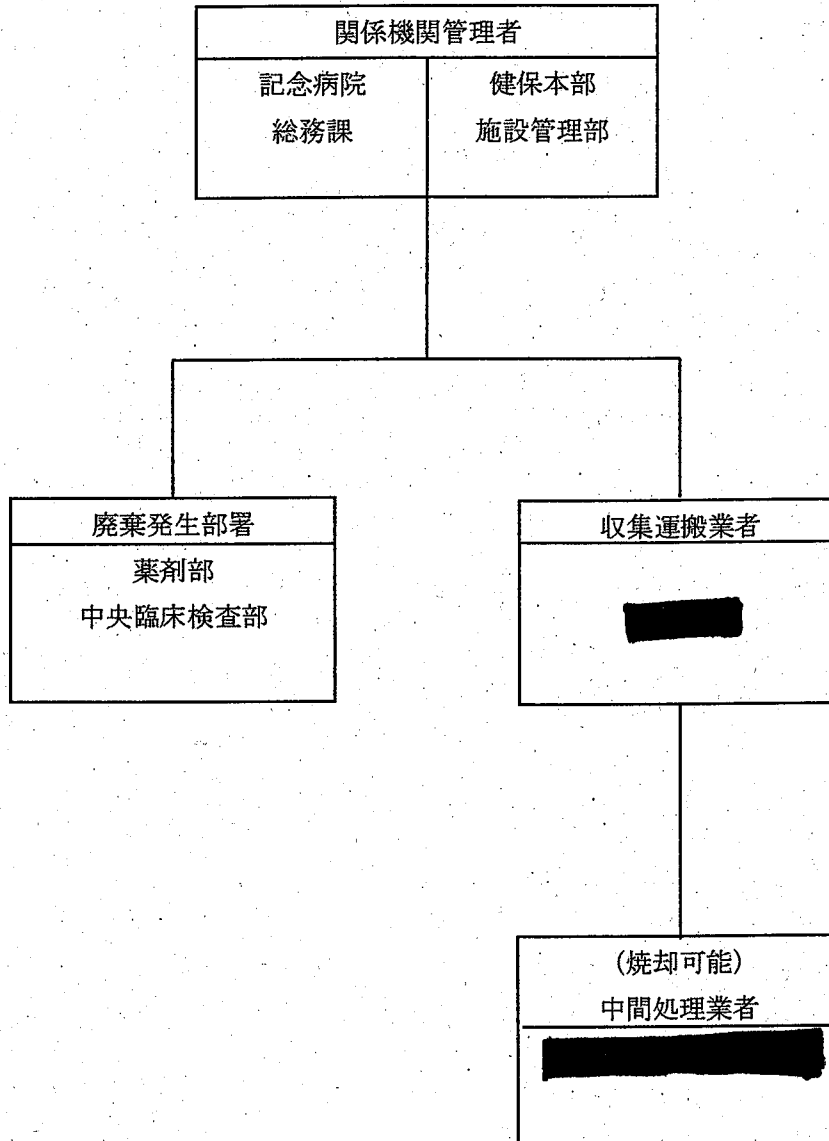 関係機関管理者
記念病院
総務課
健保本部
施設管理部
廃棄発生部署
薬剤部
中央臨床検査部
収集運搬業者
(焼却可能)
中間処理業者